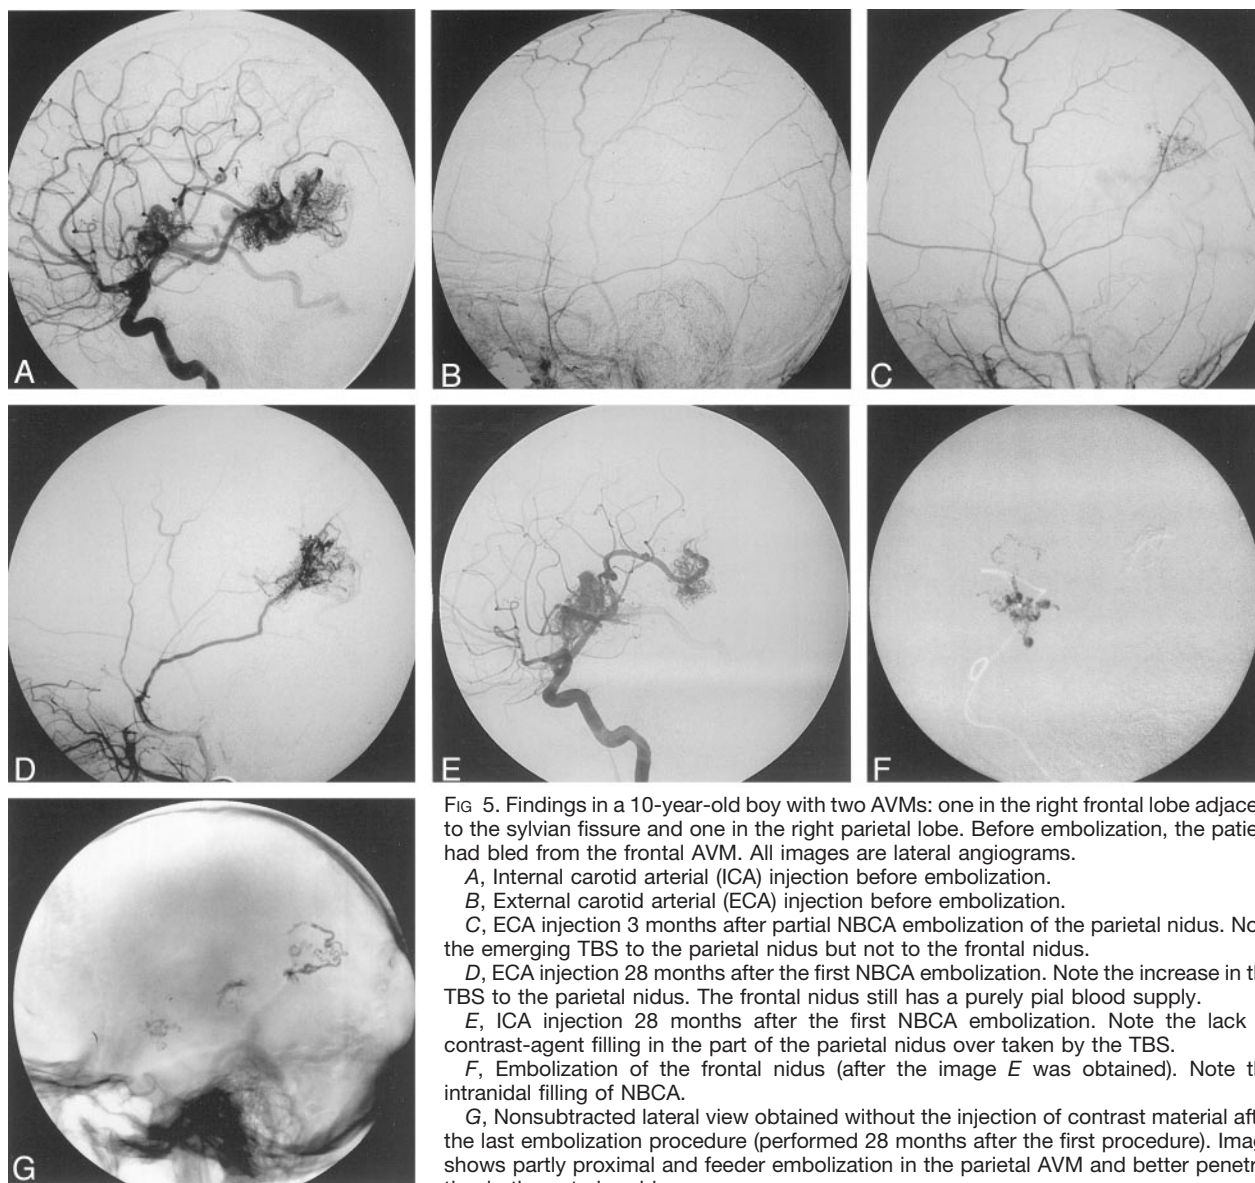 A
B
C
D
E
F
G
FIG 5. Findings in a 10-year-old boy with two AVMs: one in the right frontal lobe
to the sylvian fissure and one in the right parietal lobe. Before embolization, the
had bled from the frontal AVM. All images are lateral angiograms.
A, Internal carotid arterial (ICA) injection before embolization.
B, External carotid arterial (ECA) injection before embolization.
C, ECA injection 3 months after partial NBCA embolization of the parietal nidus.
the emerging TBS to the parietal nidus but not to the frontal nidus.
D, ECA injection 28 months after the first NBCA embolization. Note the increase in
TBS to the parietal nidus. The frontal nidus still has a purely pial blood supply.
E, ICA injection 28 months after the first NBCA embolization. Note the lack
contrast-agent filling in the part of the parietal nidus over taken by the TBS.
F, Embolization of the frontal nidus (after the image E was obtained). Note
intranidal filling of NBCA.
G, Nonsubtracted lateral view obtained without the injection of contrast material
the last embolization procedure (performed 28 months after the first procedure).
shows partly proximal and feeder embolization in the parietal AVM and better